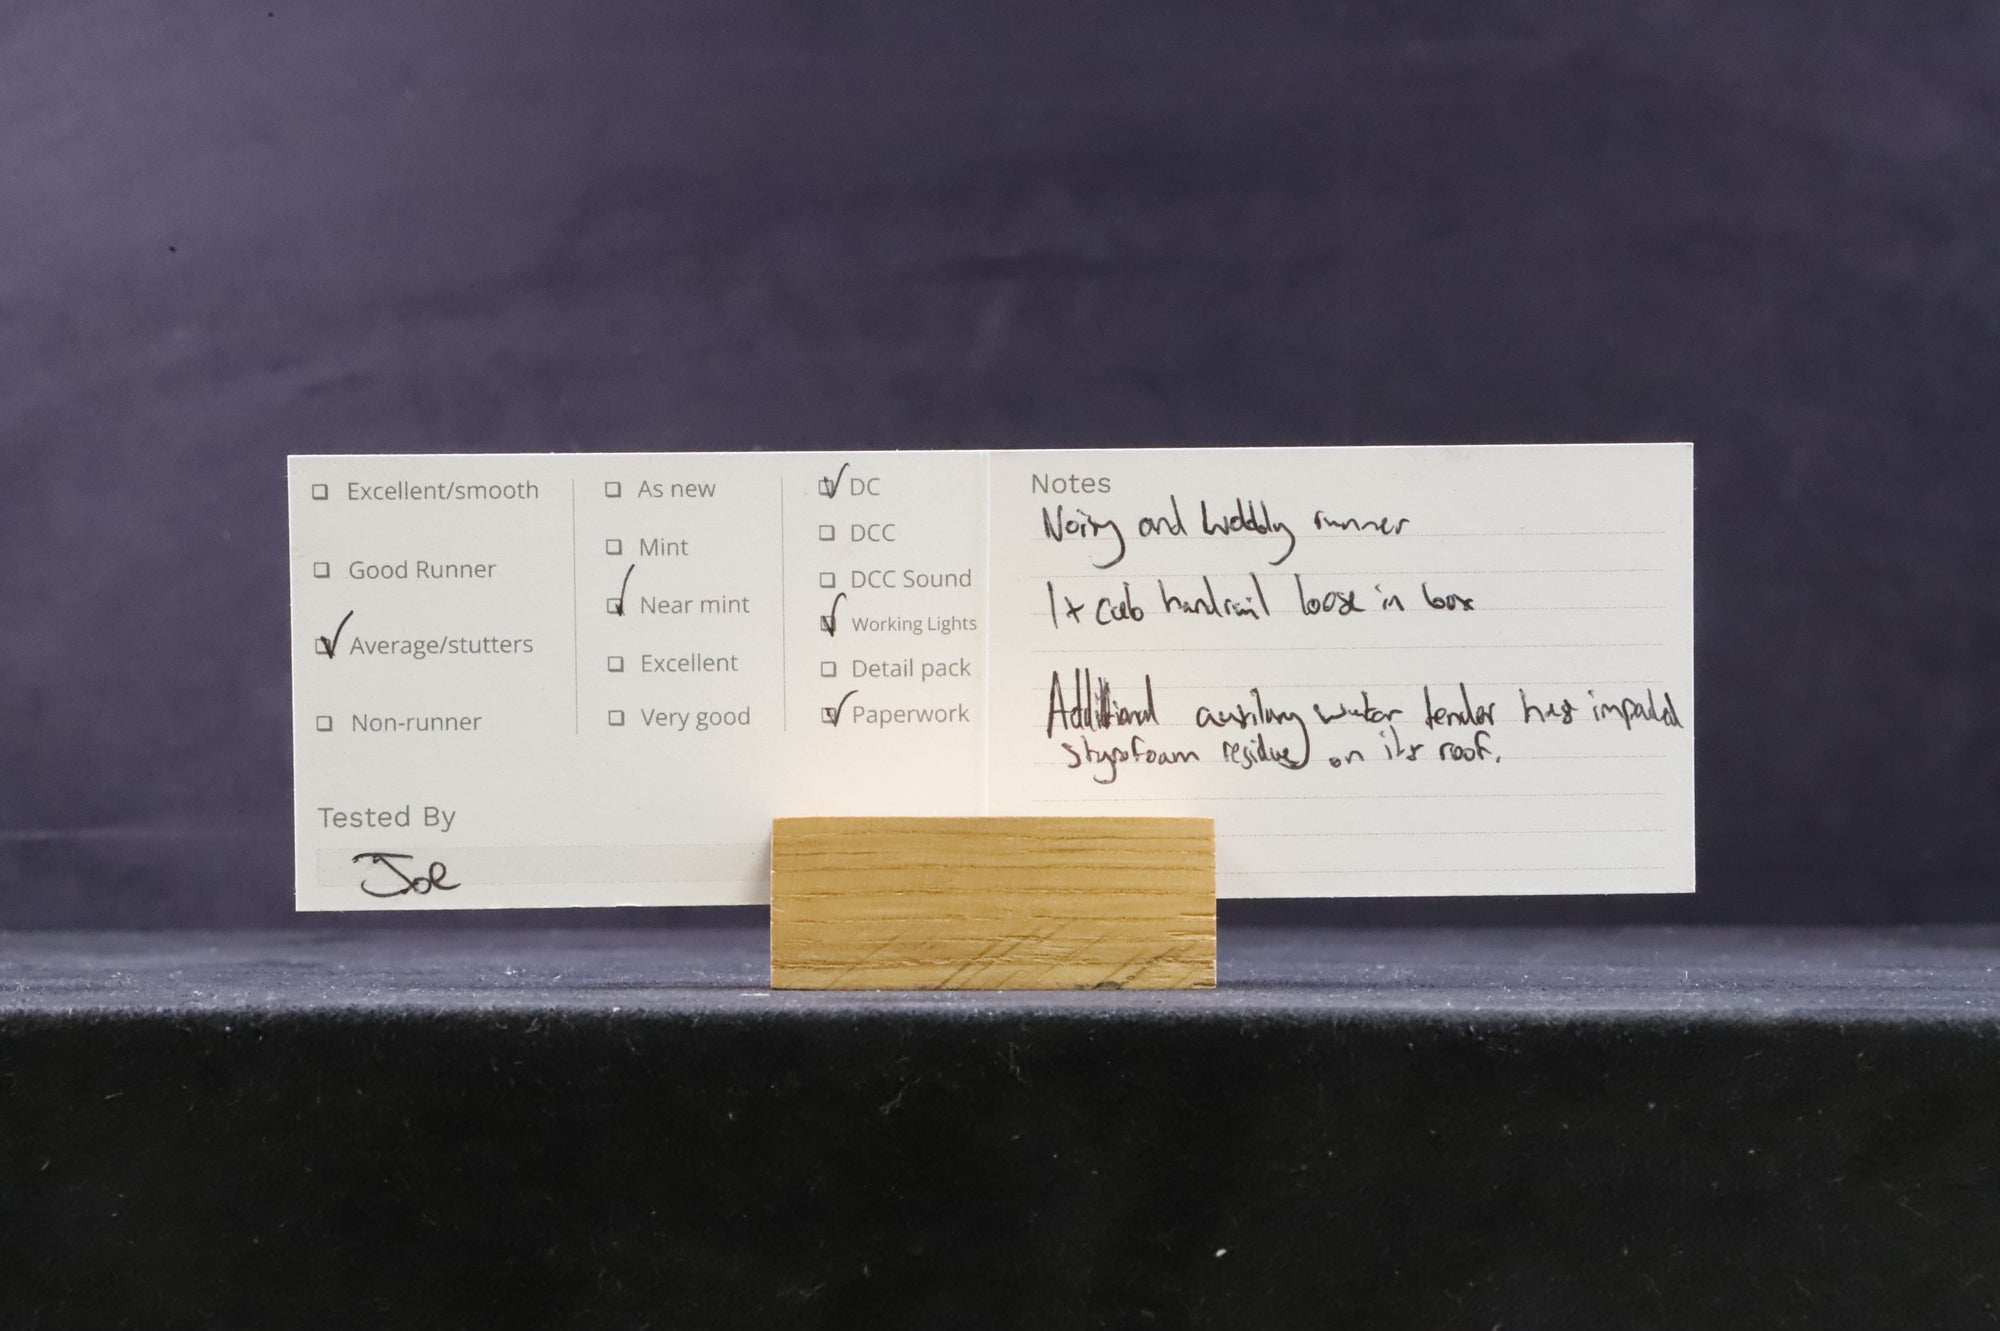 Excellent/smooth
Good Runner
Average/stutters
Non-runner
As new
Mint
Near mint
Excellent
Very good
DC
DCC
DCC Sound
Working Lights
Detail pack
Paperwork
Tested By
Joe
Notes
Noisy and wobbly runner
1x cab handrail loose in box
Additional auxiliary water tender has impacted
styrofoam residue on its roof.